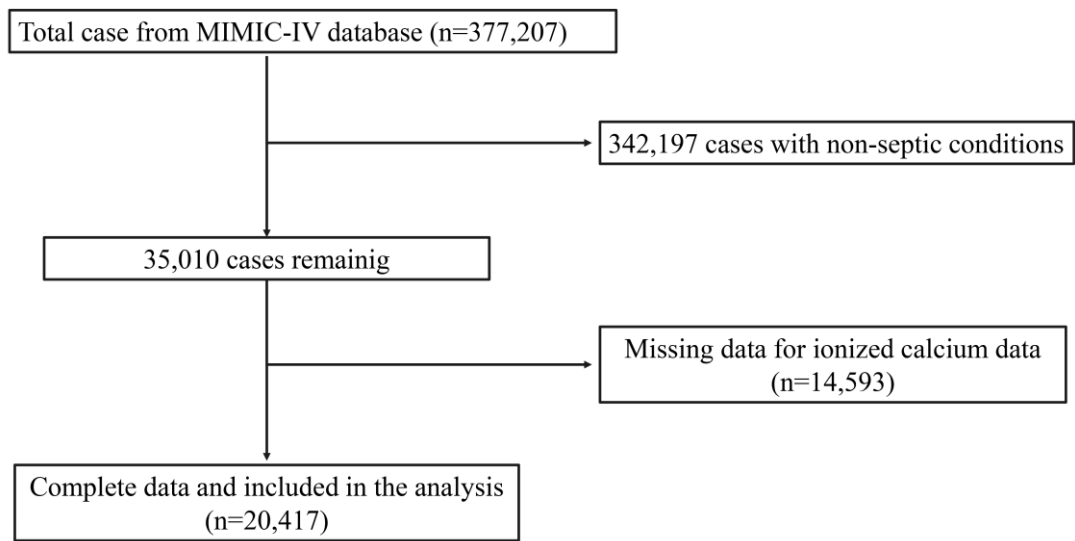 Total case from MIMIC-IV database (n=377,207)
342,197 cases with non-septic conditions
35,010 cases remainig
Missing data for ionized calcium data
(n=14,593)
Complete data and included in the analysis
(n=20,417)